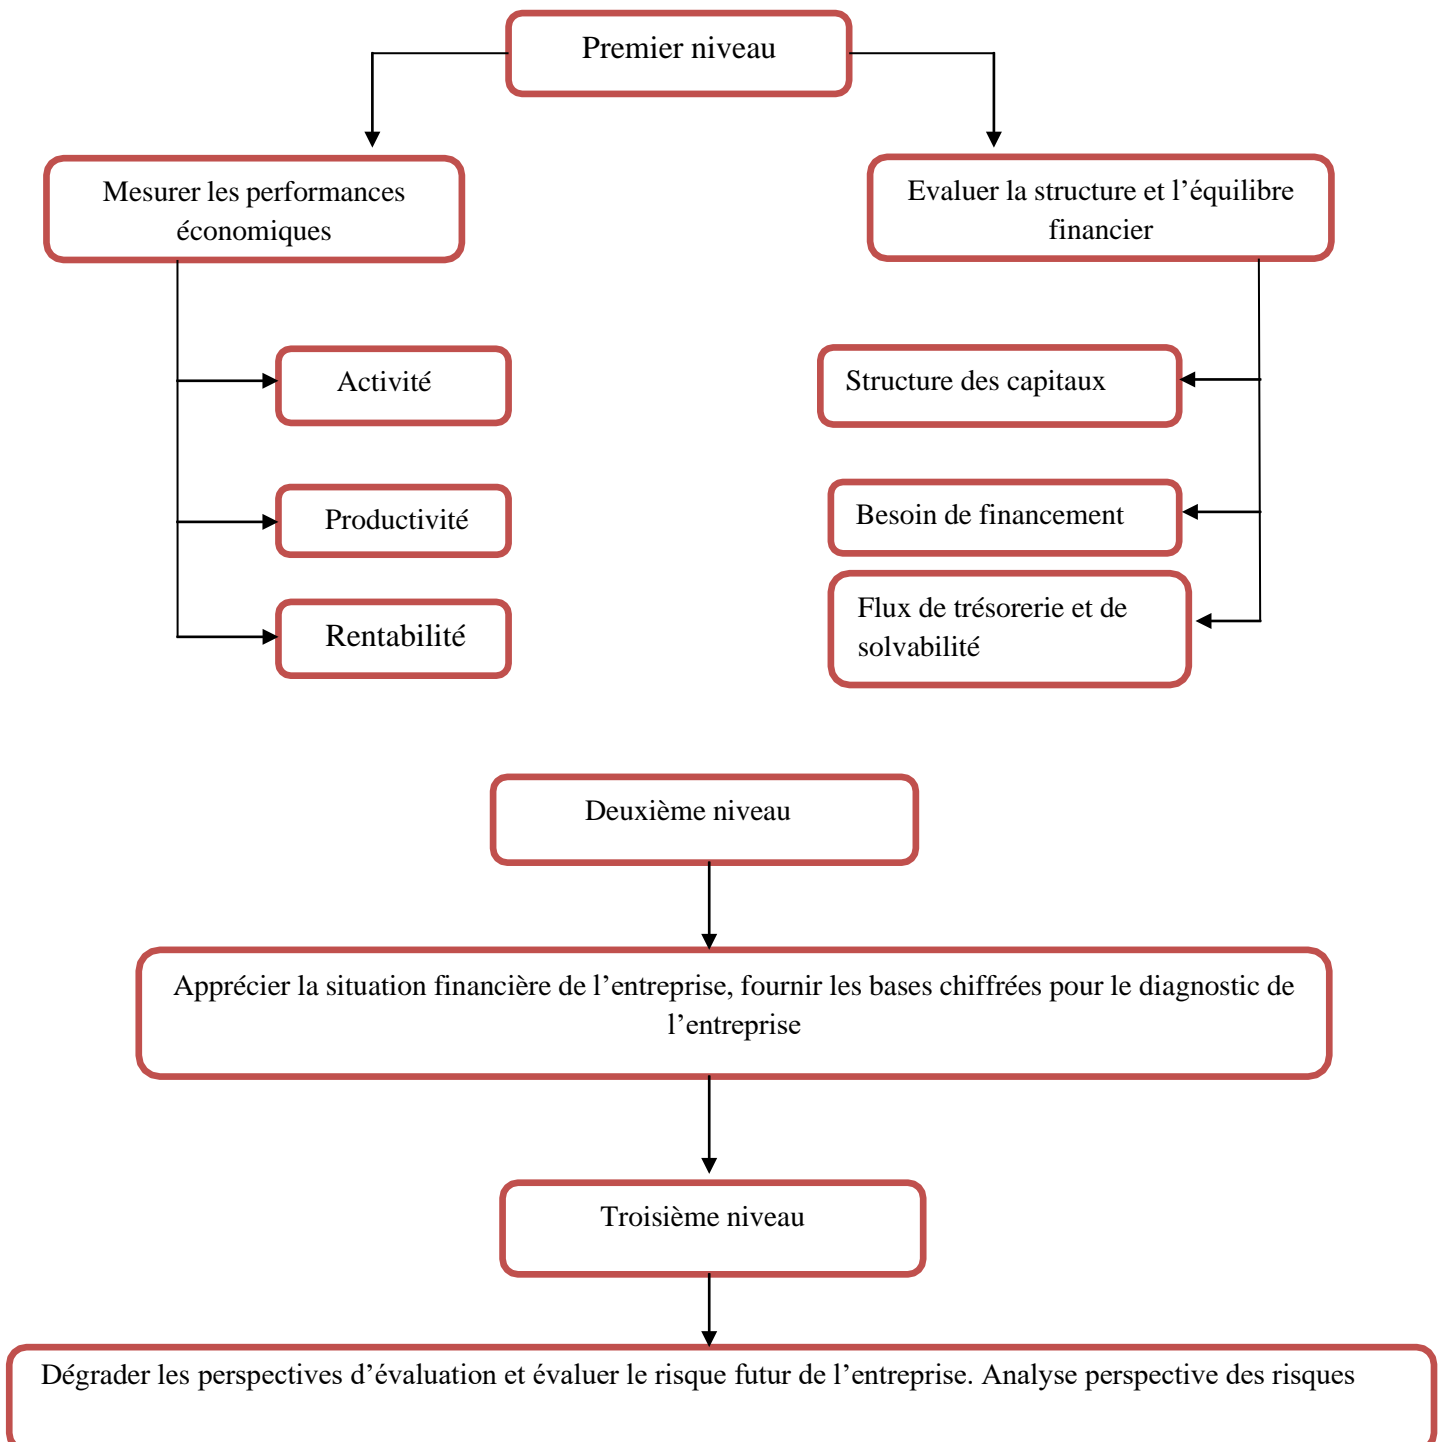 Premier niveau
Mesurer les performances
économiques
Evaluer la structure et l’équilibre
financier
Activité
Structure des capitaux
Productivité
Besoin de financement
Rentabilité
Flux de trésorerie et de
solvabilité
Deuxième niveau
Apprécier la situation financière de l’entreprise, fournir les bases chiffrées pour le diagnostic de
l’entreprise
Troisième niveau
Dégrader les perspectives d’évaluation et évaluer le risque futur de l’entreprise. Analyse perspective des risques